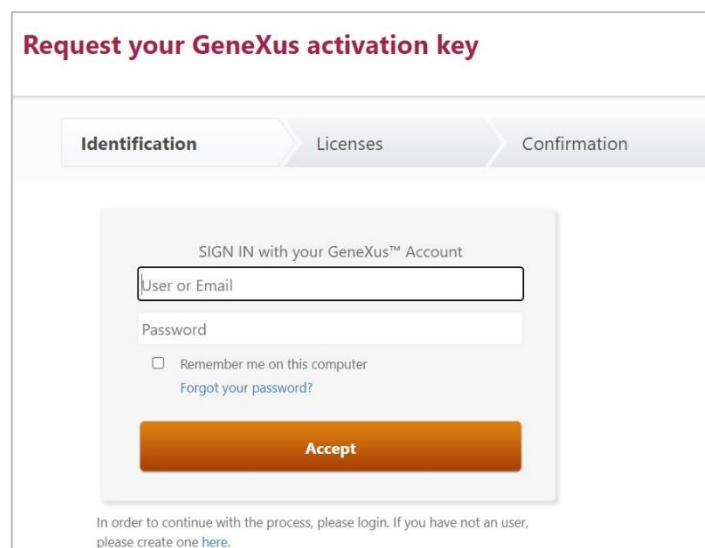 Request your GeneXus activation key
Identification
Licenses
Confirmation
SIGN IN with your GeneXus™ Account
User or Email
Password
Remember me on this computer
Forgot your password?
Accept
In order to continue with the process, please login. If you have not an user,
please create one here.